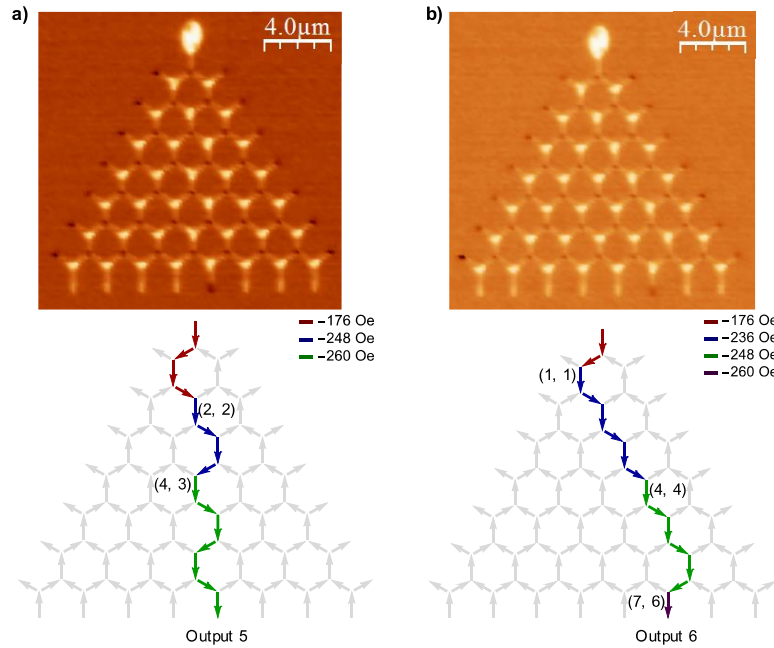 a)
4.0μm
b)
4.0μm
−176 Oe
−248 Oe
−260 Oe
(2, 2)
(4, 3)
Output 5
−176 Oe
−236 Oe
−248 Oe
−260 Oe
(1, 1)
(4, 4)
(7, 6)
Output 6